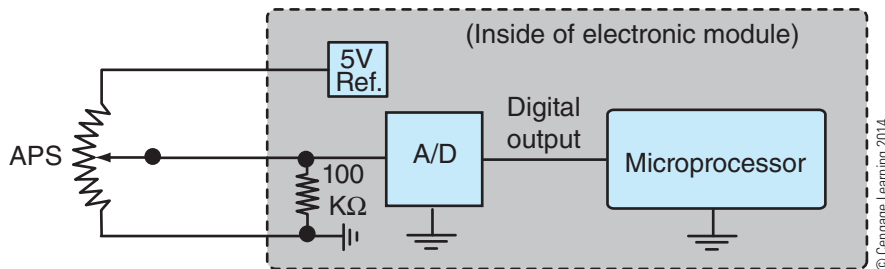 (Inside of electronic module)
5V
Ref.
APS
100
KΩ
A/D
Digital
output
Microprocessor
© Cengage Learning 2014